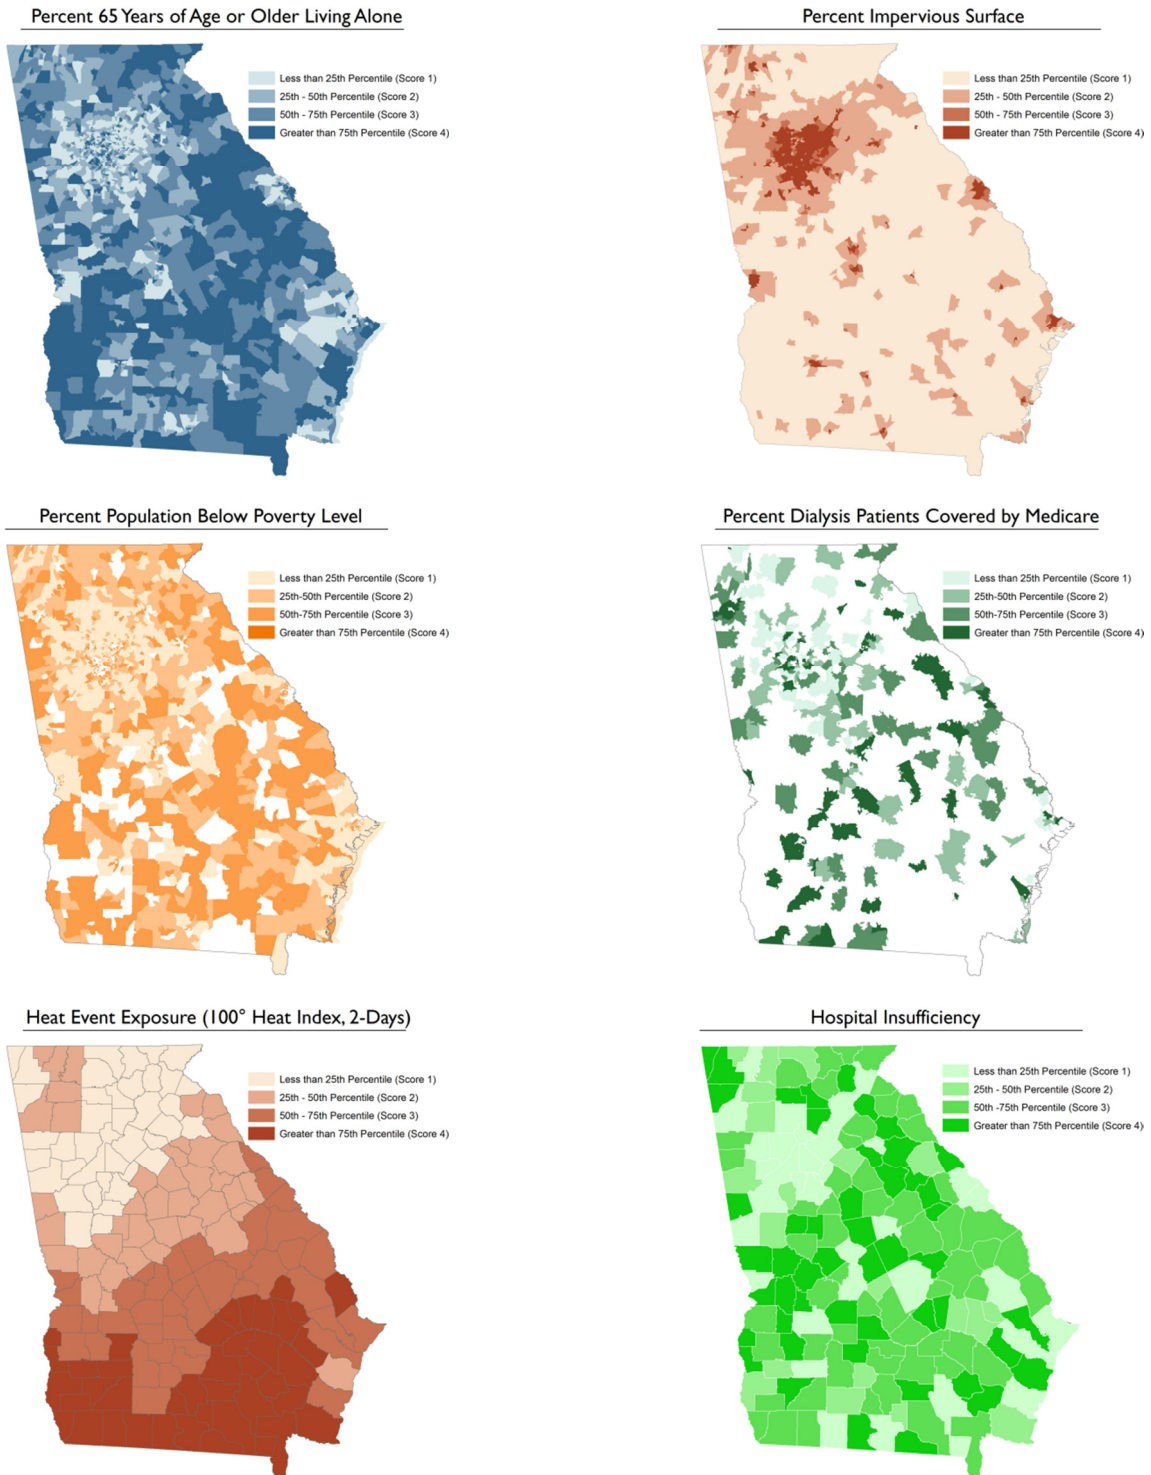 Percent 65 Years of Age or Older Living Alone
Less than 25th Percentile (Score 1)
25th - 50th Percentile (Score 2)
50th - 75th Percentile (Score 3)
Greater than 75th Percentile (Score 4)
Percent Impervious Surface
Less than 25th Percentile (Score 1)
25th - 50th Percentile (Score 2)
50th - 75th Percentile (Score 3)
Greater than 75th Percentile (Score 4)
Percent Population Below Poverty Level
Less than 25th Percentile (Score 1)
25th-50th Percentile (Score 2)
50th-75th Percentile (Score 3)
Greater than 75th Percentile (Score 4)
Percent Dialysis Patients Covered by Medicare
Less than 25th Percentile (Score 1)
25th-50th Percentile (Score 2)
50th-75th Percentile (Score 3)
Greater than 75th Percentile (Score 4)
Heat Event Exposure (100° Heat Index, 2-Days)
Less than 25th Percentile (Score 1)
25th - 50th Percentile (Score 2)
50th - 75th Percentile (Score 3)
Greater than 75th Percentile (Score 4)
Hospital Insufficiency
Less than 25th Percentile (Score 1)
25th - 50th Percentile (Score 2)
50th -75th Percentile (Score 3)
Greater than 75th Percentile (Score 4)